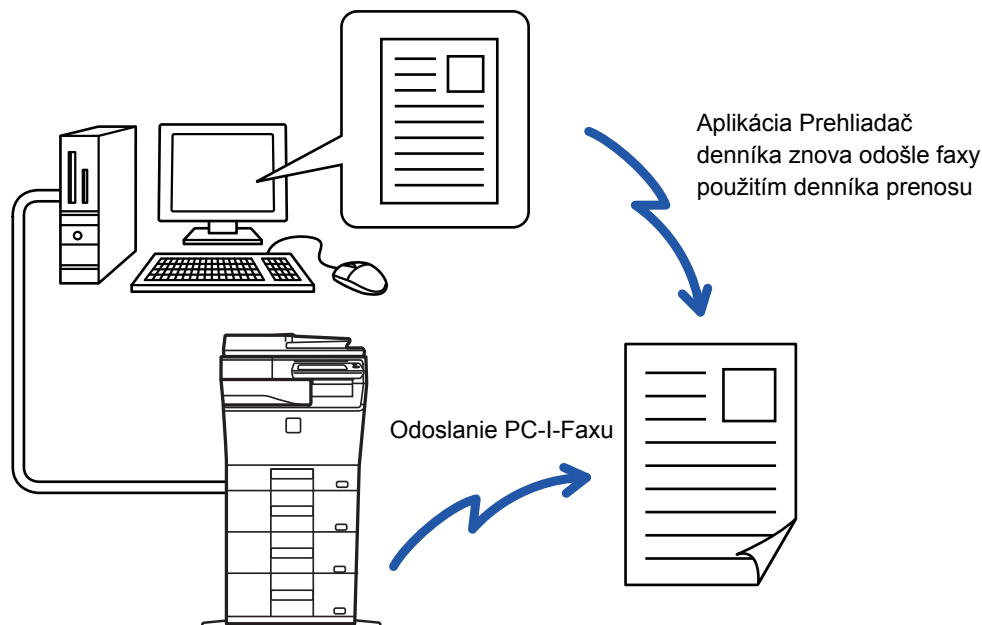 Aplikácia Prehliadač
denníka znova odošle faxy
použitím denníka prenosu
Odoslanie PC-I-Faxu